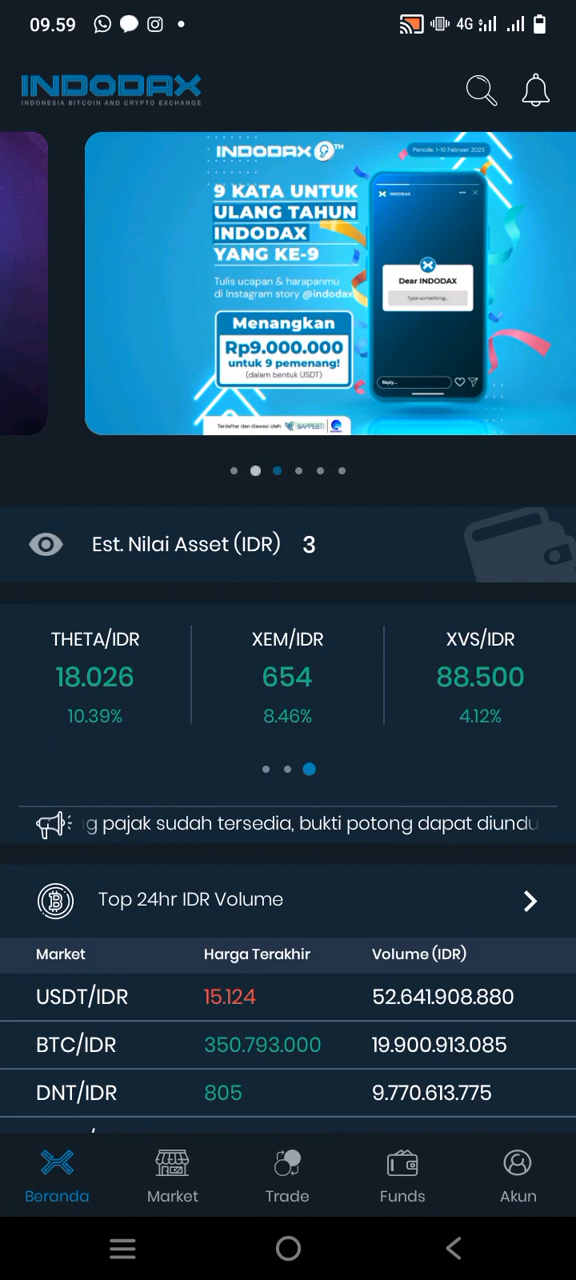 09.59
4G
INDODAX
INDONESIA BITCOIN AND CRYPTO EXCHANGE
INDODAX 9TH
Periode: 1-10 Februari 2023
9 KATA UNTUK
ULANG TAHUN
INDODAX
YANG KE-9
Tulis ucapan & harapanmu
di Instagram story @indodax
Menangkan
Rp9.000.000
untuk 9 pemenang!
(dalam bentuk USDT)
INDODAX
Dear INDODAX
Type something...
Reply...
Terdaftar dan diawasi oleh:
BAPPEBTI
Est. Nilai Asset (IDR) 3
THETA/IDR XEM/IDR XVS/IDR
18.026 654 88.500
10.39% 8.46% 4.12%
g pajak sudah tersedia, bukti potong dapat diundu
Top 24hr IDR Volume
Market Harga Terakhir Volume (IDR)
USDT/IDR 15.124 52.641.908.880
BTC/IDR 350.793.000 19.900.913.085
DNT/IDR 805 9.770.613.775
Beranda Market Trade Funds Akun